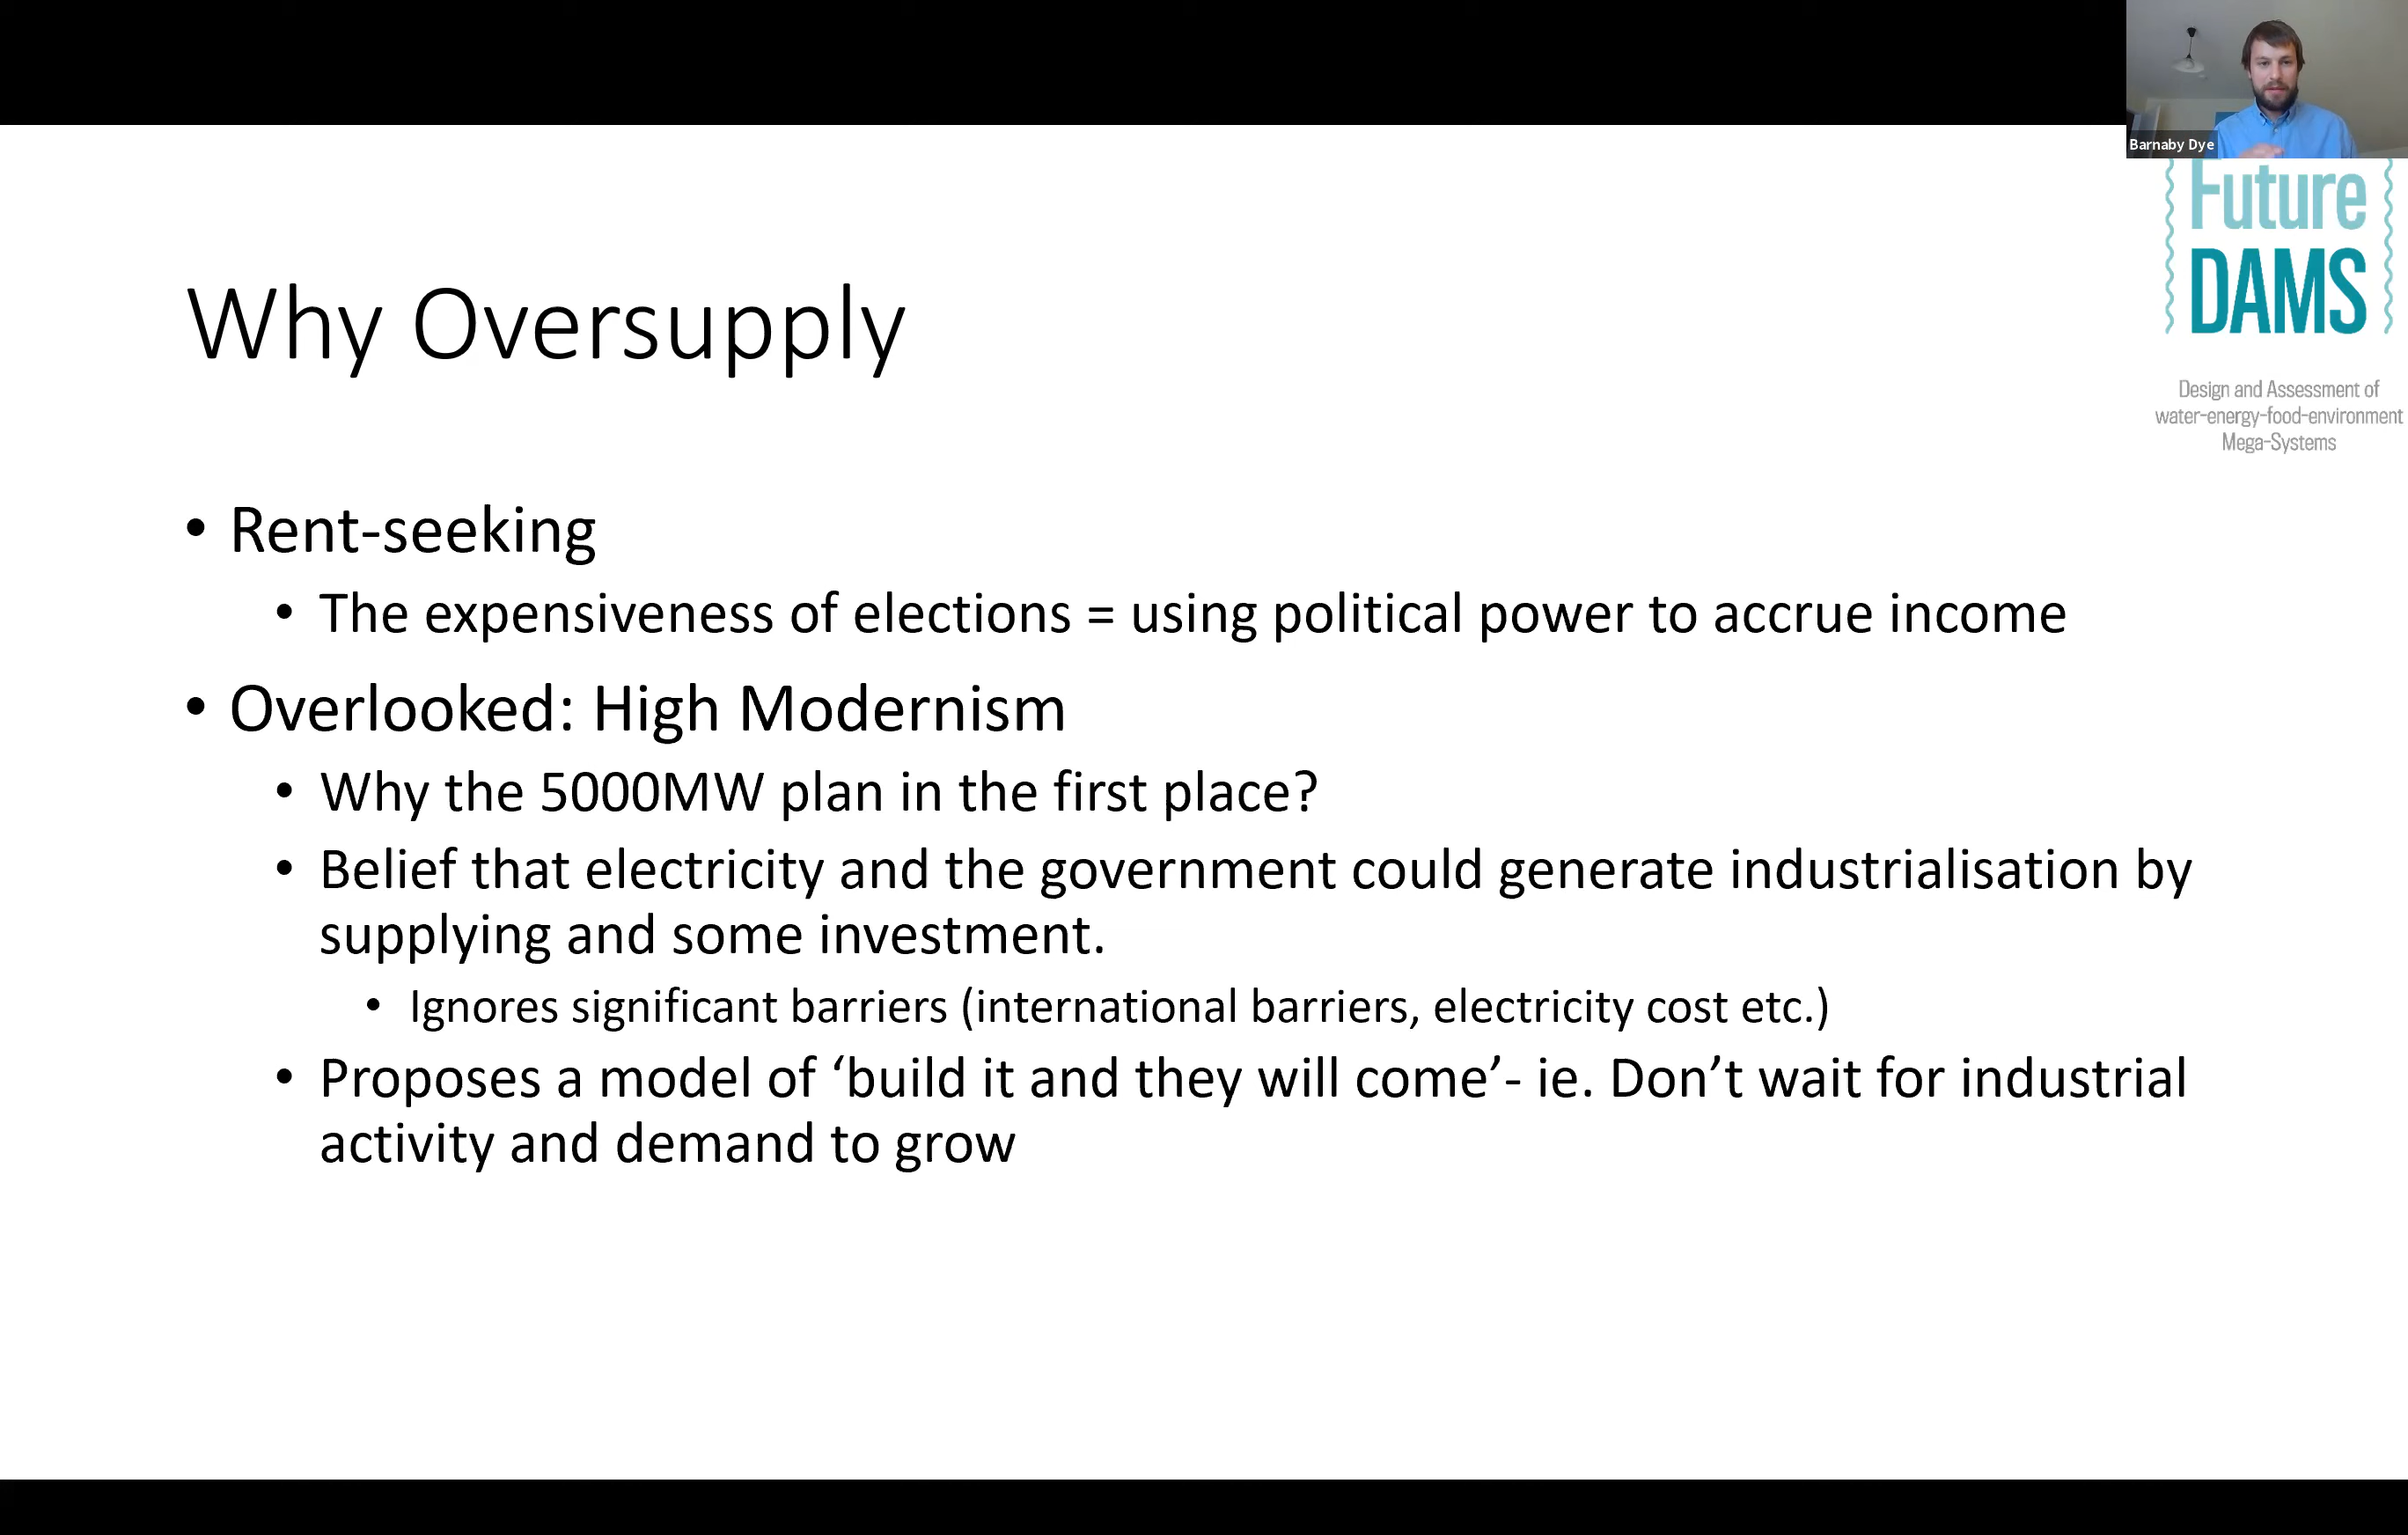 Barnaby Dye
Future
DAMS
Design and Assessment of
water-energy-food-environment
Mega-Systems
Why Oversupply
• Rent-seeking
• The expensiveness of elections = using political power to accrue income
• Overlooked: High Modernism
• Why the 5000MW plan in the first place?
• Belief that electricity and the government could generate industrialisation by
supplying and some investment.
• Ignores significant barriers (international barriers, electricity cost etc.)
• Proposes a model of ‘build it and they will come’- ie. Don’t wait for industrial
activity and demand to grow